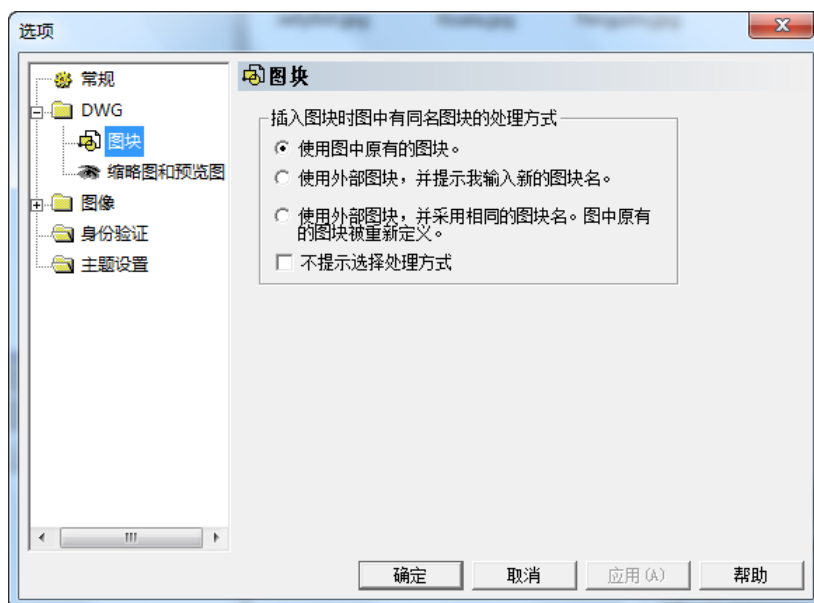 选项
常规
DWG
图块
缩略图和预览图
图像
身份验证
主题设置
图块
插入图块时图中有同名图块的处理方式
使用图中原有的图块。
使用外部图块，并提示我输入新的图块名。
使用外部图块，并采用相同的图块名。图中原有
的图块被重新定义。
不提示选择处理方式
确定
取消
应用(A)
帮助